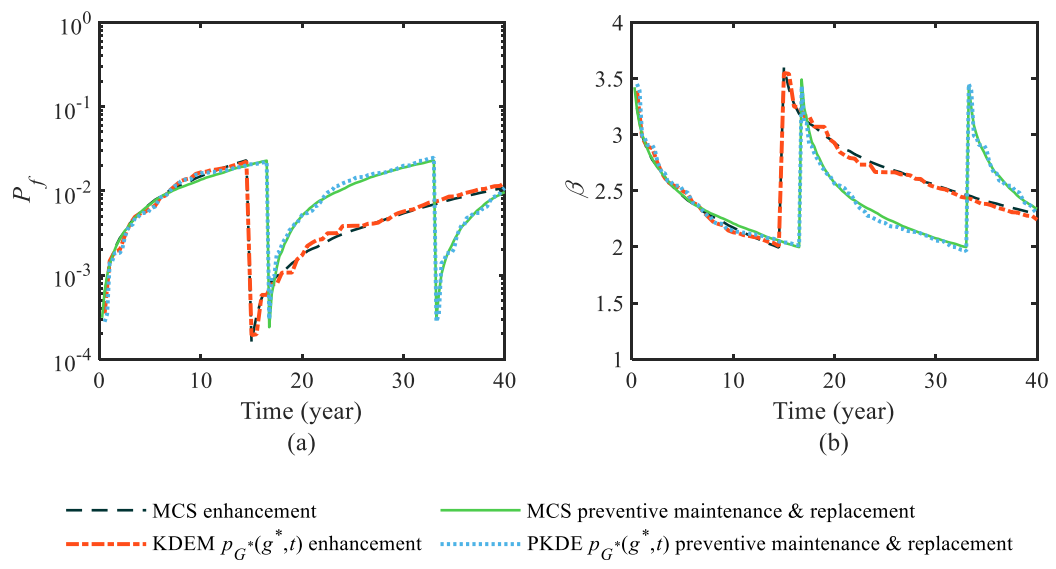 10^0
10^-1
10^-2
10^-3
10^-4
P_f
0 10 20 30 40
Time (year)
(a)
4
3.5
3
2.5
2
1.5
1
β
0 10 20 30 40
Time (year)
(b)
MCS enhancement
KDEM p_G*(g*,t) enhancement
MCS preventive maintenance & replacement
PKDE p_G*(g*,t) preventive maintenance & replacement